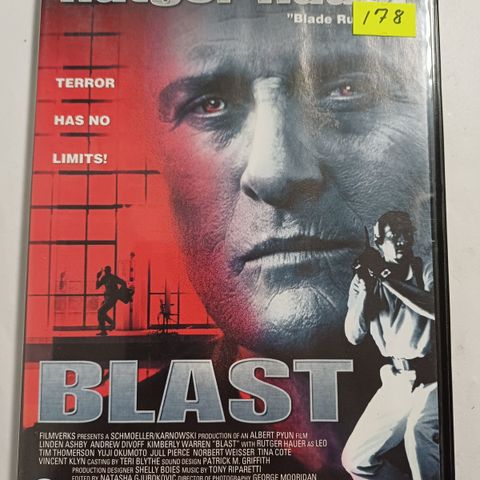 "Blade Ru
178
TERROR
HAS NO
LIMITS!
BLAST
FILMVERKS PRESENTS A SCHMOELLER/KARNOWSKI PRODUCTION OF AN ALBERT PYUN FILM
LINDEN ASHBY ANDREW DIVOFF KIMBERLY WARREN "BLAST" WITH RUTGER HAUER AS LEO
TIM THOMERSON YUJI OKUMOTO JULL PIERCE NORBERT WEISSER TINA COTE
VINCENT KLYN CASTING BY TERI BLYTHE SOUND DESIGN PATRICK M. GRIFFITH
PRODUCTION DESIGNER SHELLY BOIES MUSIC BY TONY RIPARETTI
EDITED BY NATASHA GJUROKOVIC DIRECTOR OF PHOTOGRAPHY GEORGE MOORIDAN